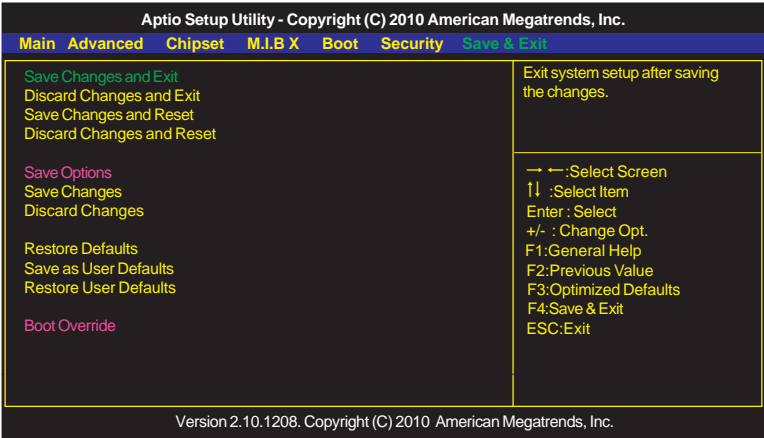 Aptio Setup Utility - Copyright (C) 2010 American Megatrends, Inc.
Main Advanced Chipset M.I.B X Boot Security Save & Exit
Save Changes and Exit
Discard Changes and Exit
Save Changes and Reset
Discard Changes and Reset
Save Options
Save Changes
Discard Changes
Restore Defaults
Save as User Defaults
Restore User Defaults
Boot Override
Exit system setup after saving
the changes.
→ ←:Select Screen
↑↓ :Select Item
Enter : Select
+/- : Change Opt.
F1:General Help
F2:Previous Value
F3:Optimized Defaults
F4:Save & Exit
ESC:Exit
Version 2.10.1208. Copyright (C) 2010 American Megatrends, Inc.